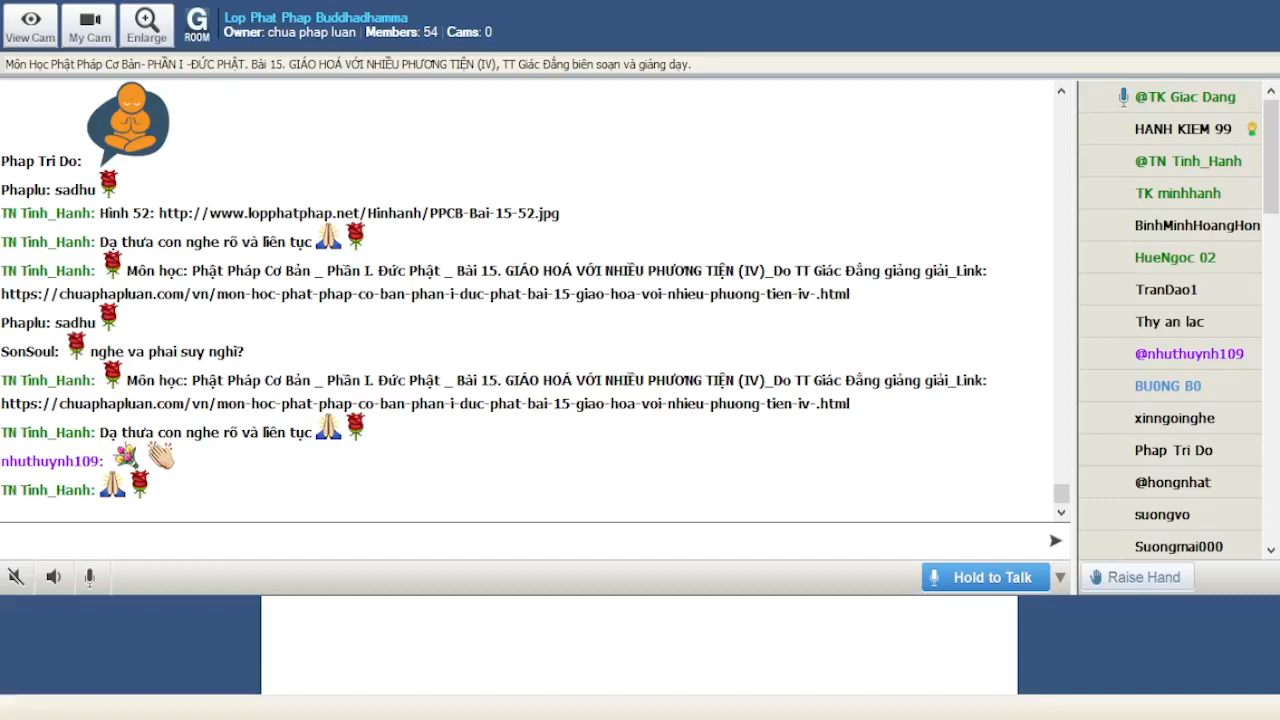 View Cam
My Cam
Enlarge
G
ROOM
Lop Phat Phap Buddhadhamma
Owner: chua phap luan | Members: 54 | Cams: 0
Môn Học Phật Pháp Cơ Bản- PHẦN I -ĐỨC PHẬT. Bài 15. GIÁO HOÁ VỚI NHIỀU PHƯƠNG TIỆN (IV), TT Giác Đẳng biên soạn và giảng dạy.
Phap Tri Do:
Phaplu: sadhu
TN Tinh_Hanh: Hình 52: http://www.lopphatphap.net/Hinhanh/PPCB-Bai-15-52.jpg
TN Tinh_Hanh: Dạ thưa con nghe rõ và liên tục
TN Tinh_Hanh: Môn học: Phật Pháp Cơ Bản _ Phần I. Đức Phật _ Bài 15. GIÁO HOÁ VỚI NHIỀU PHƯƠNG TIỆN (IV)_Do TT Giác Đẳng giảng giải_Link:
https://chuaphapluan.com/vn/mon-hoc-phat-phap-co-ban-phan-i-duc-phat-bai-15-giao-hoa-voi-nhieu-phuong-tien-iv-.html
Phaplu: sadhu
SonSoul: nghe va phai suy nghi?
TN Tinh_Hanh: Môn học: Phật Pháp Cơ Bản _ Phần I. Đức Phật _ Bài 15. GIÁO HOÁ VỚI NHIỀU PHƯƠNG TIỆN (IV)_Do TT Giác Đẳng giảng giải_Link:
https://chuaphapluan.com/vn/mon-hoc-phat-phap-co-ban-phan-i-duc-phat-bai-15-giao-hoa-voi-nhieu-phuong-tien-iv-.html
TN Tinh_Hanh: Dạ thưa con nghe rõ và liên tục
nhuthuynh109:
TN Tinh_Hanh:
@TK Giac Dang
HANH KIEM 99
@TN Tinh_Hanh
TK minhhanh
BinhMinhHoangHon
HueNgoc 02
TranDao1
Thy an lac
@nhuthuynh109
BU0NG B0
xinngoinghe
Phap Tri Do
@hongnhat
suongvo
Suongmai000
Hold to Talk
Raise Hand